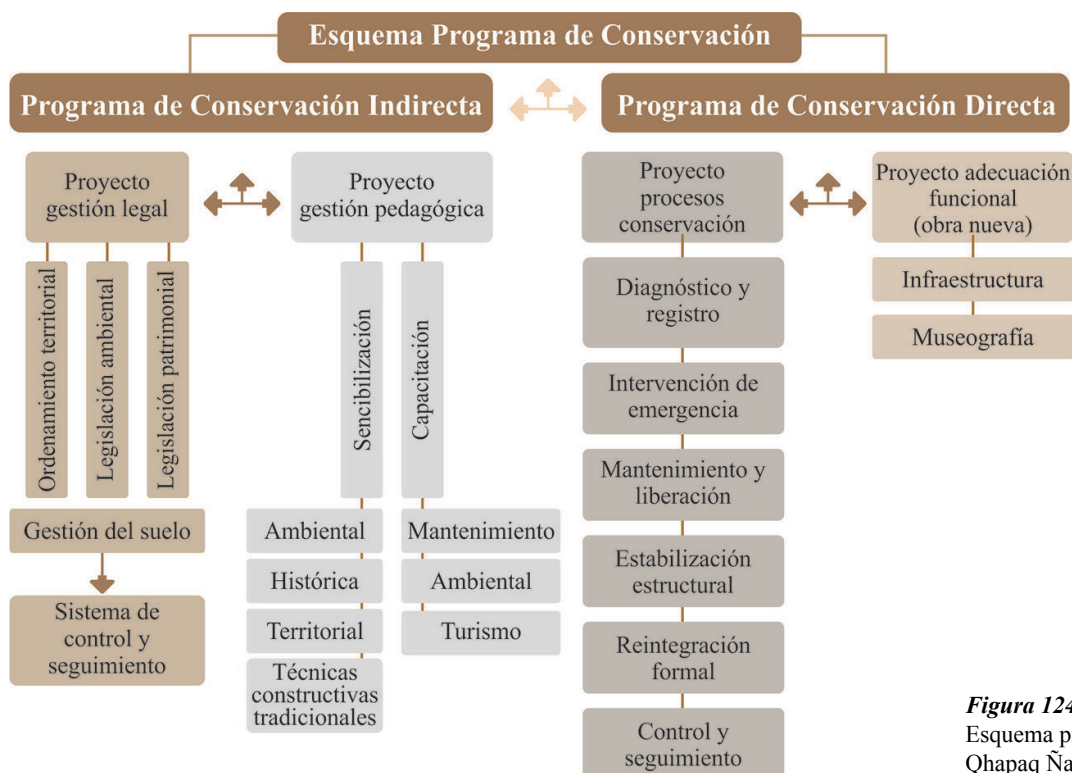 Esquema Programa de Conservación
Programa de Conservación Indirecta
Programa de Conservación Directa
Proyecto
gestión legal
Proyecto
gestión pedagógica
Proyecto
procesos
conservación
Proyecto adecuación
funcional
(obra nueva)
Ordenamiento territorial
Legislación ambiental
Legislación patrimonial
Gestión del suelo
Sistema de
control y
seguimiento
Sencibilización
Capacitación
Ambiental
Histórica
Territorial
Técnicas
constructivas
tradicionales
Mantenimiento
Ambiental
Turismo
Diagnóstico y
registro
Intervención de
emergencia
Mantenimiento y
liberación
Estabilización
estructural
Reintegración
formal
Control y
seguimiento
Infraestructura
Museografía
Figura 124
Esquema p
Qhapaq Ña